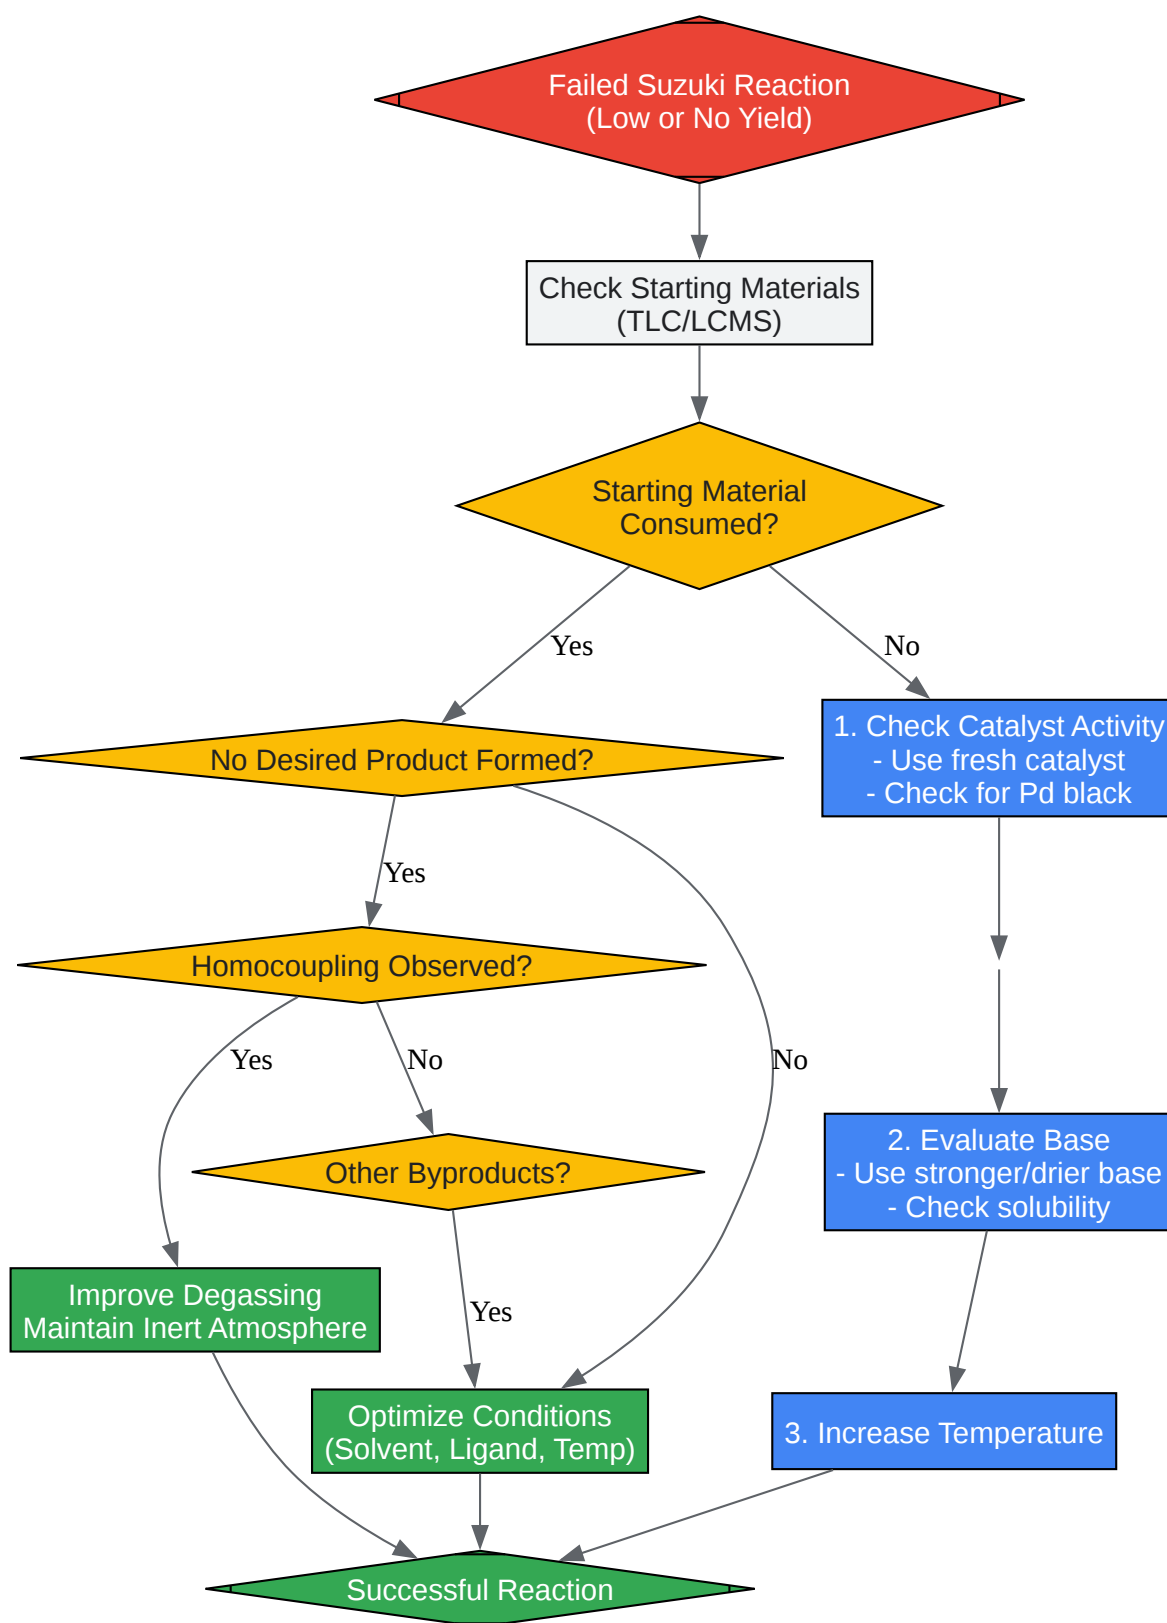 Failed Suzuki Reaction
(Low or No Yield)
Check Starting Materials
(TLC/LCMS)
Starting Material
Consumed?
Yes
No
No Desired Product Formed?
1. Check Catalyst Activity
- Use fresh catalyst
- Check for Pd black
Yes
No
Homocoupling Observed?
Yes
No
Other Byproducts?
2. Evaluate Base
- Use stronger/drier base
- Check solubility
Improve Degassing
Maintain Inert Atmosphere
Yes
Optimize Conditions
(Solvent, Ligand, Temp)
3. Increase Temperature
Successful Reaction